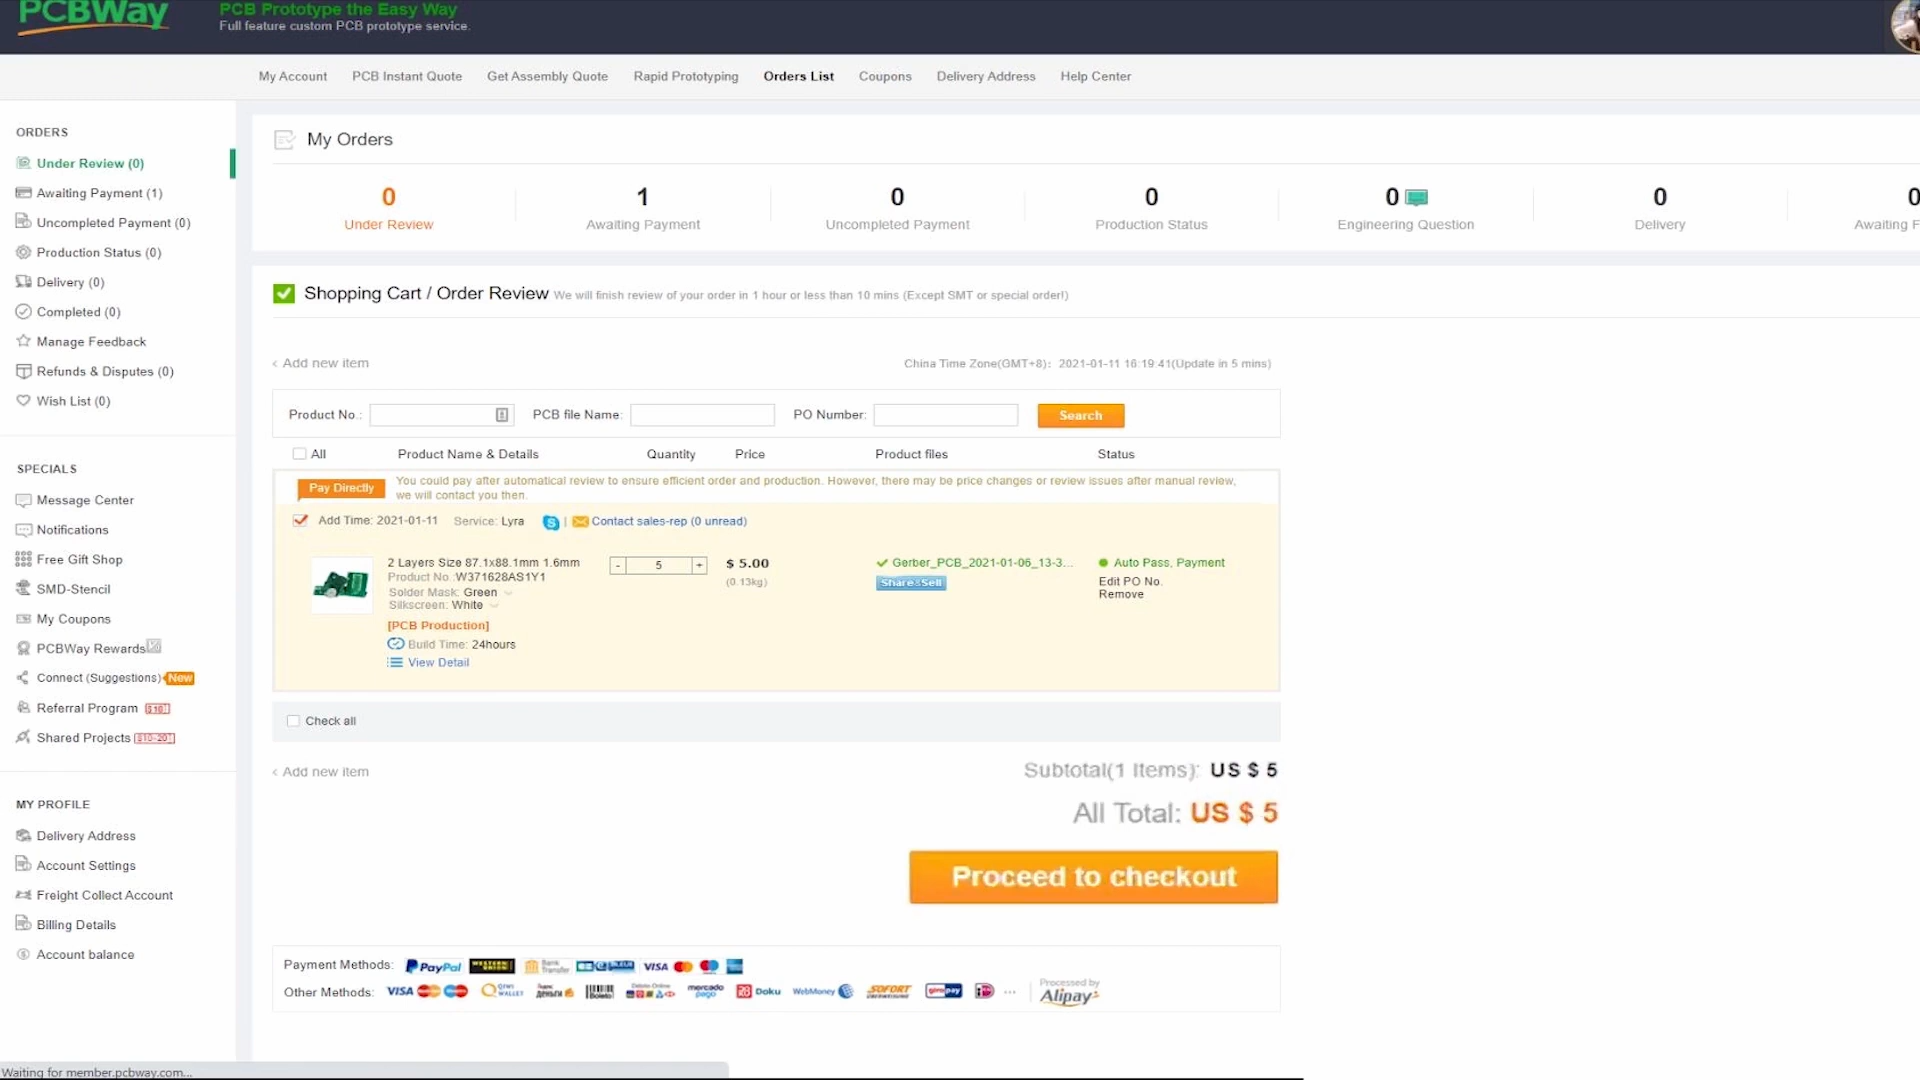 PCBWay
PCB Prototype the Easy Way
Full feature custom PCB prototype service.
My Account PCB Instant Quote Get Assembly Quote Rapid Prototyping Orders List Coupons Delivery Address Help Center
ORDERS
Under Review (0)
Awaiting Payment (1)
Uncompleted Payment (0)
Production Status (0)
Delivery (0)
Completed (0)
Manage Feedback
Refunds & Disputes (0)
Wish List (0)
SPECIALS
Message Center
Notifications
Free Gift Shop
SMD-Stencil
My Coupons
PCBWay Rewards
Connect (Suggestions) New
Referral Program
Shared Projects
MY PROFILE
Delivery Address
Account Settings
Freight Collect Account
Billing Details
Account balance
My Orders
0 1 0 0 0 0 0
Under Review Awaiting Payment Uncompleted Payment Production Status Engineering Question Delivery Awaiting F
Shopping Cart / Order Review We will finish review of your order in 1 hour or less than 10 mins (Except SMT or special order!)
< Add new item China Time Zone(GMT+8): 2021-01-11 16:19:41(Update in 5 mins)
Product No.: PCB file Name: PO Number: Search
All Product Name & Details Quantity Price Product files Status
Pay Directly You could pay after automatical review to ensure efficient order and production. However, there may be price changes or review issues after manual review,
we will contact you then.
Add Time: 2021-01-11 Service: Lyra | Contact sales-rep (0 unread)
2 Layers Size 87.1x88.1mm 1.6mm - 5 + $ 5.00 Gerber_PCB_2021-01-06_13-3... Auto Pass, Payment
Product No.:W371628AS1Y1 (0.13kg) Share&Sell Edit PO No.
Solder Mask: Green Remove
Silkscreen: White
[PCB Production]
Build Time: 24hours
View Detail
Check all
< Add new item Subtotal(1 Items): US $ 5
All Total: US $ 5
Proceed to checkout
Payment Methods: PayPal WESTERN UNION Bank Transfer VISA
Other Methods: VISA QIWI WALLET Boleto mercado pago Doku WebMoney SOFORT giropay iD ... Processed by
Alipay
Waiting for member.pcbway.com...